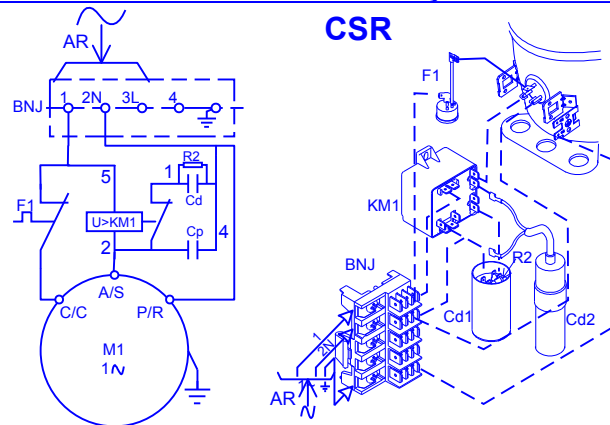 CSR
AR
BNJ 1 2N 3L 4
5
1
R2
Cd
F1
U>KM1
2
Cp
4
A/S
C/C
P/R
M1
1∿
F1
KM1
BNJ
R2
Cd1
Cd2
1
2N
AR